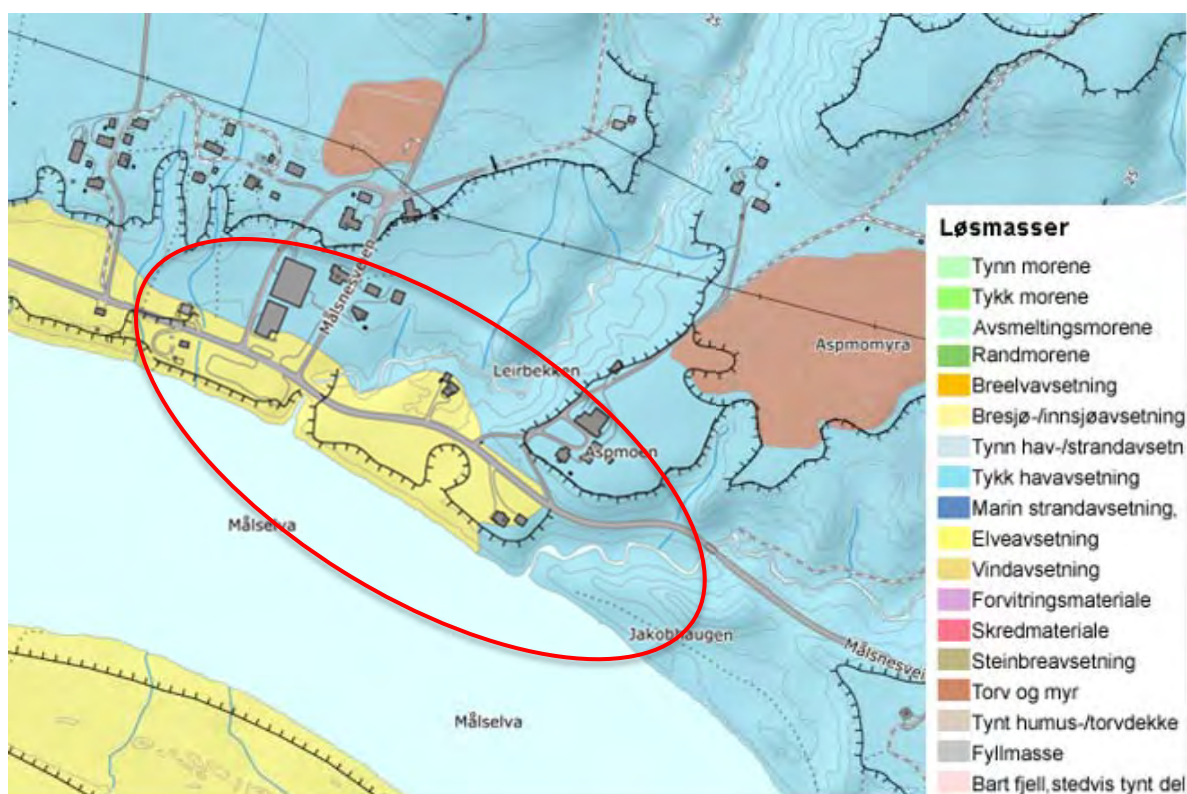 25
25
Målsnesveien
Leirbekken
Aspmomyra
Aspmoen
Målselva
Jakobhaugen
Målsnesvei
Målselva
Løsmasser
Tynn morene
Tykk morene
Avsmeltingsmorene
Randmorene
Breelvavsetning
Bresjø-/innsjøavsetning
Tynn hav-/strandavsetn
Tykk havavsetning
Marin strandavsetning,
Elveavsetning
Vindavsetning
Forvitringsmateriale
Skredmateriale
Steinbreavsetning
Torv og myr
Tynt humus-/torvdekke
Fyllmasse
Bart fjell,stedvis tynt del